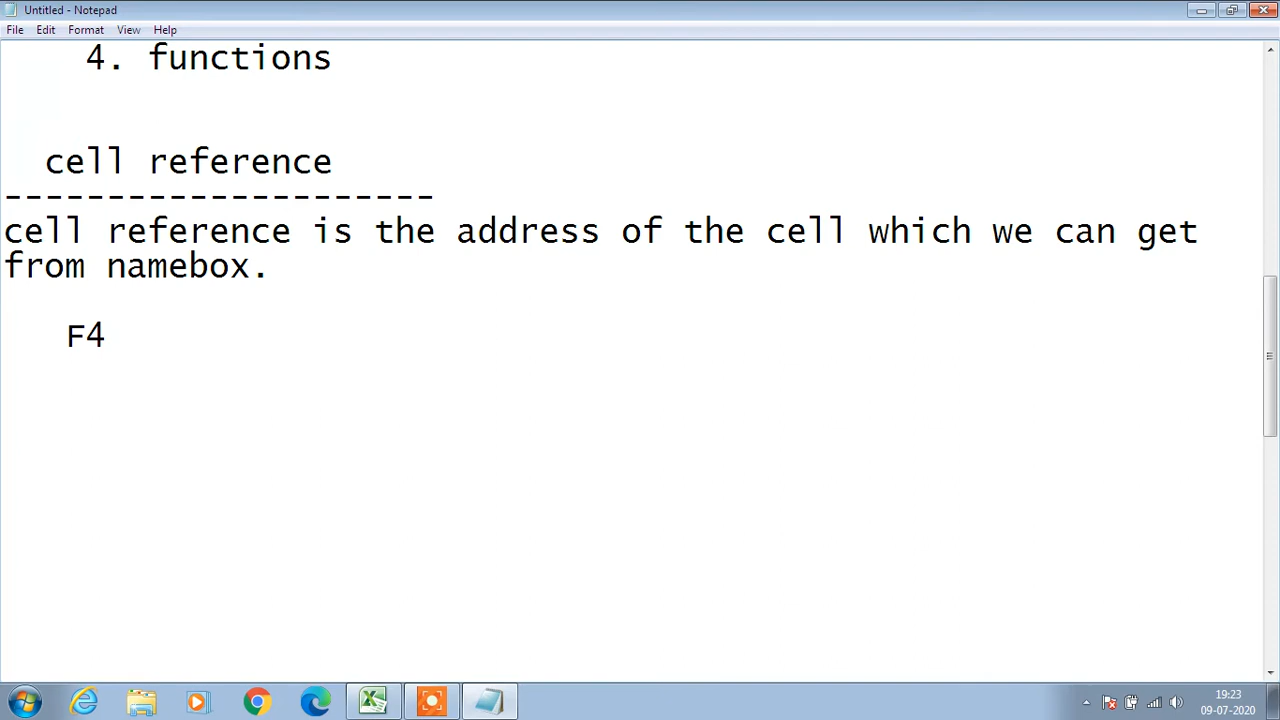 Untitled - Notepad
File Edit Format View Help
4. functions
cell reference
---------------------
cell reference is the address of the cell which we can get
from namebox.
F4
19:23
09-07-2020